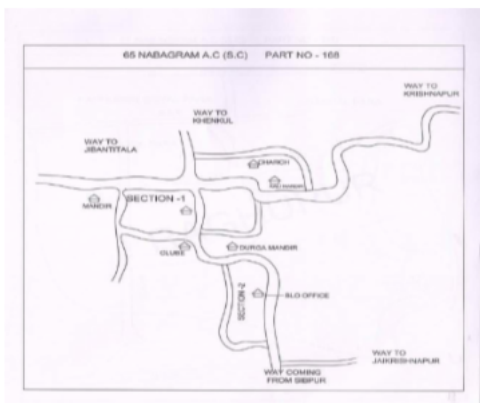 65 NABAGRAM A.C (S.C) PART NO - 168
WAY TO
KRISHNAPUR
WAY TO
KHENKUL
WAY TO
JIBANTITALA
CHARCH
MANDIR
SECTION -1
CLUBE
DURGA MANDIR
SECTION-2
BLO OFFICE
WAY TO
JAIKRISHNAPUR
WAY COMING
FROM SIBPUR